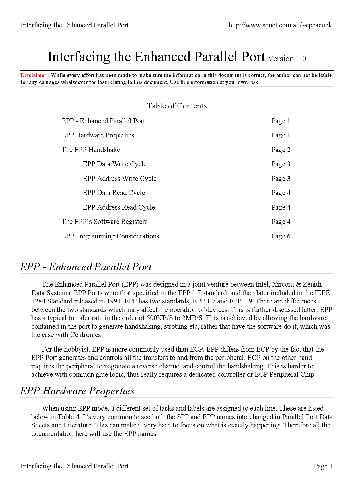 Interfacing the Enhanced Parallel Port
Interfacing the Enhanced Parallel Port Version 1.0
Disclaimer: While every effort has been made to make sure the information in this document is correct, the author can not be liable
for any damages whatsoever for loss relating to this document. Use this information at your own risk.
Table of Contents
EPP - Enhanced Parallel Port Page 1
EPP Hardware Properties Page 1
The EPP Handshake Page 2
EPP Data Write Cycle Page 3
EPP Address Write Cycle Page 3
EPP Data Read Cycle Page 4
EPP Address Read Cycle Page 4
The EPP's Software Registers Page 4
EPP Programming Considerations Page 6
EPP - Enhanced Parallel Port
The Enhanced Parallel Port (EPP) was designed in a joint venture between Intel, Xircom & Zenith
Data Systems. EPP Ports were first specified in the EPP 1.7 standard, and then later included in the IEEE
1284 Standard released in 1994. EPP has two standards, EPP 1.7 and EPP 1.9. There are differences
between the two standards which may affect the operation of devices. This is further discussed latter. EPP
has a typical transfer rate in the order of 500KB/S to 2MB/S. This is achieved by allowing the hardware
contained in the port to generate handshaking, strobing etc, rather that have the software do it, which was
the case with Centronics.
For the hobbyist, EPP is more commonly used than ECP. EPP differs from ECP by the fact that the
EPP Port generates and controls all the transfers to and from the peripheral. ECP on the other hand
requires the peripheral to negotiate a reverse channel and control the handshaking. This is harder to
achieve with common glue logic, thus really requires a dedicated controller or ECP Peripheral Chip.
EPP Hardware Properties
When using EPP mode, a different set of tasks and labels are assigned to each line. These are listed
below in Table 4. It's very common to see both the SPP and EPP names interchanged in Parallel Port Data
Sheets and Literature. This can make it very hard to focus on what is exactly happening. Therefore all the
documentation here will use the EPP names.
Interfacing the Enhanced Parallel Port Page 1